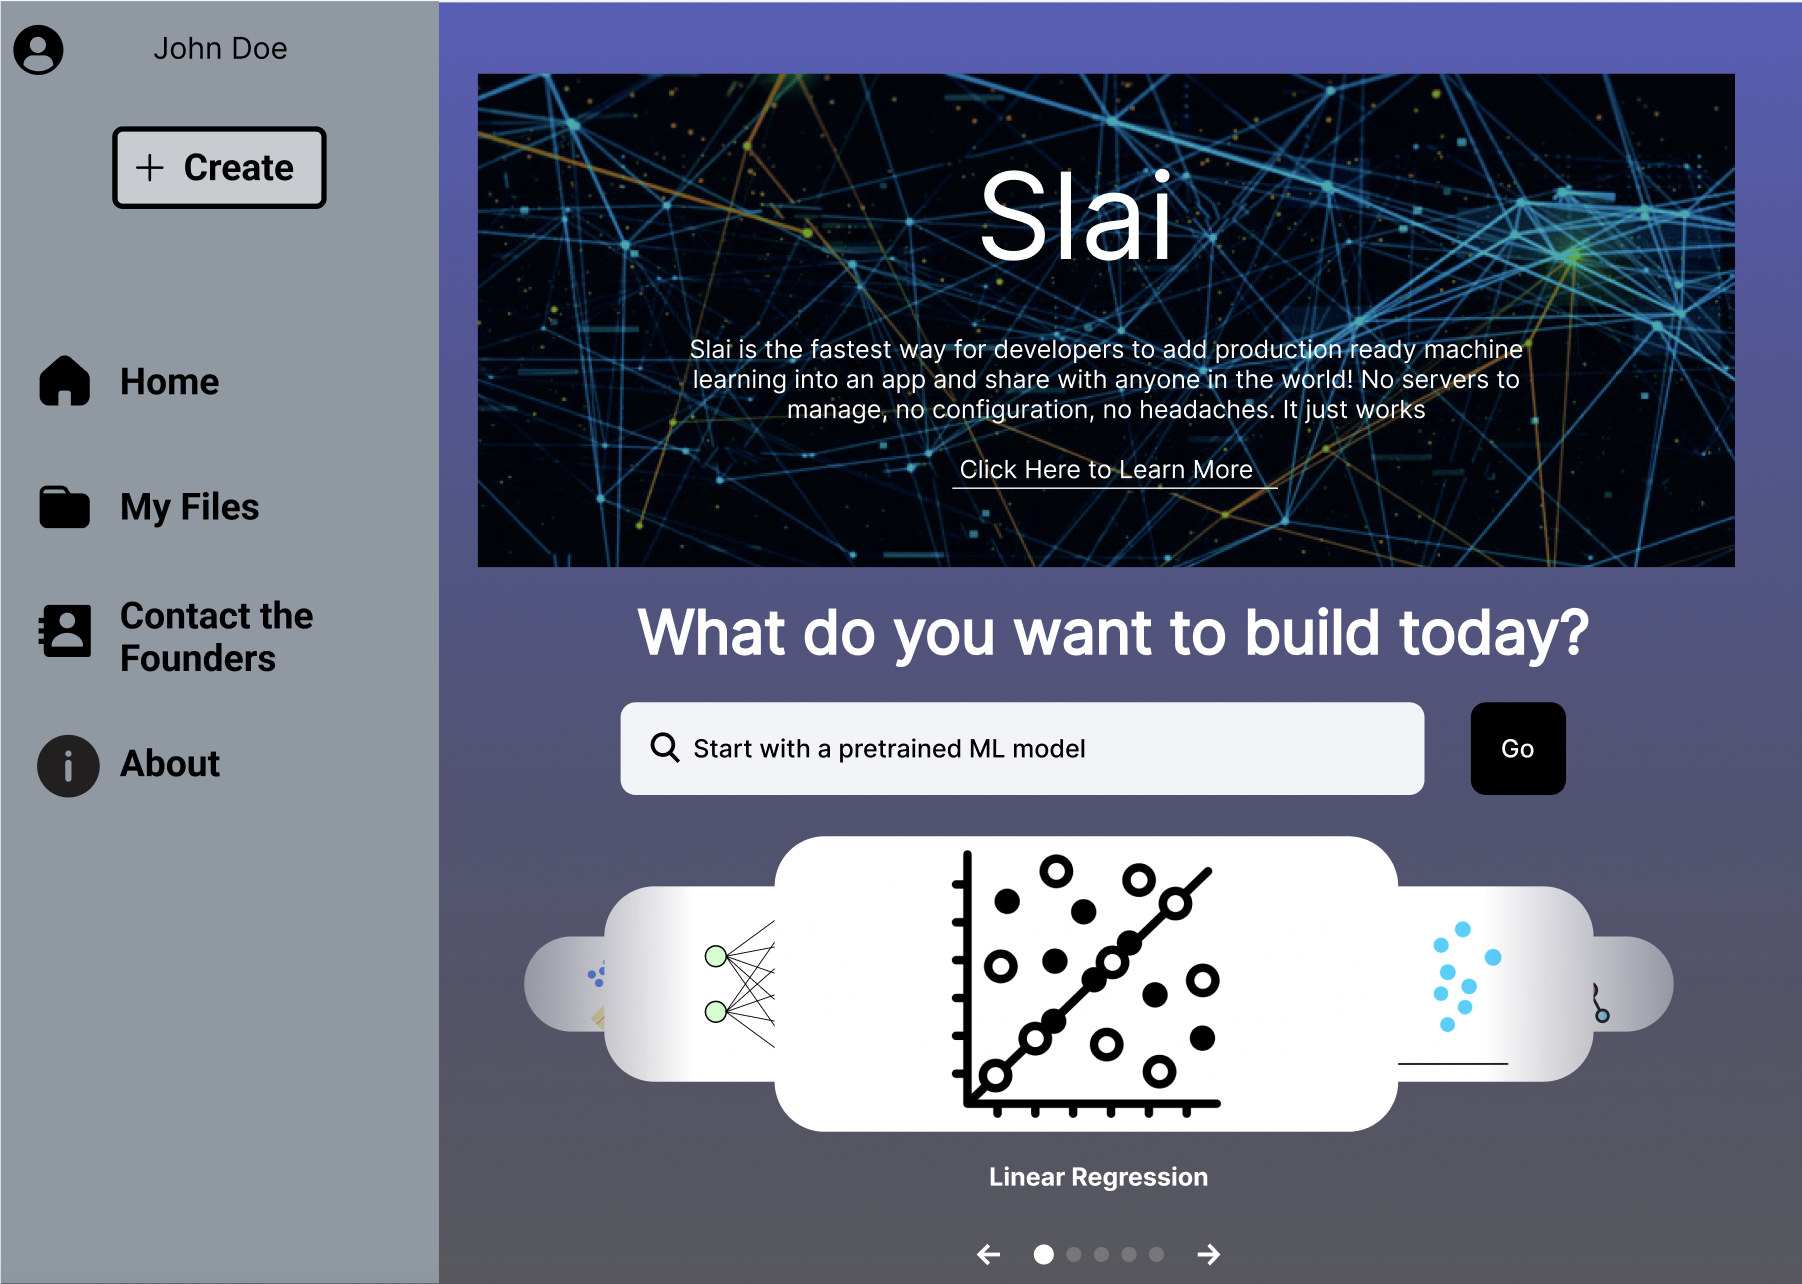 John Doe
Create
Home
My Files
Contact the
Founders
About
Slai
Slai is the fastest way for developers to add production ready machine
learning into an app and share with anyone in the world! No servers to
manage, no configuration, no headaches. It just works
Click Here to Learn More
What do you want to build today?
Start with a pretrained ML model
Go
Linear Regression